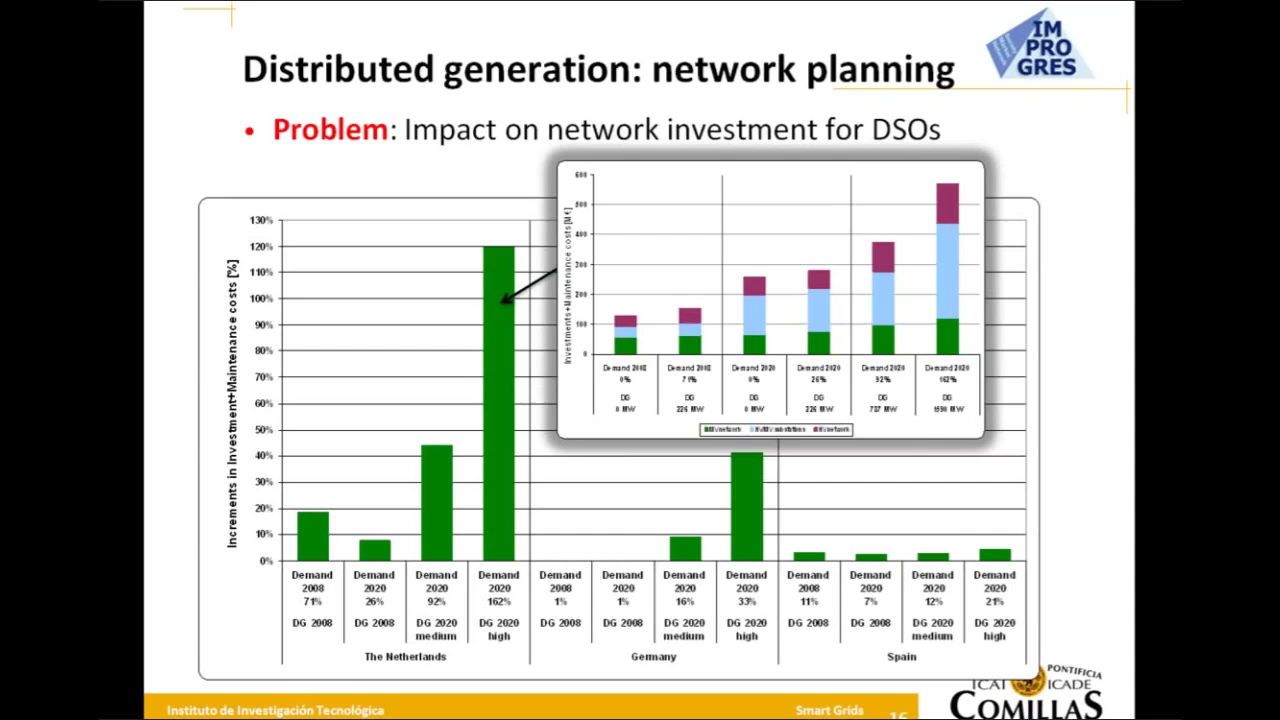 IM
PRO
GRES
Distributed generation: network planning
• Problem: Impact on network investment for DSOs
Investments+Maintenance costs [M€]
600
500
400
300
200
100
0
Demand 2008 Demand 2008 Demand 2020 Demand 2020 Demand 2020 Demand 2020
0% 71% 0% 26% 92% 162%
DG DG DG DG DG DG
0 MW 226 MW 0 MW 226 MW
Increments in Investment+Maintenance costs [%]
130%
120%
110%
100%
90%
80%
70%
60%
50%
40%
30%
20%
10%
0%
Demand Demand Demand Demand Demand Demand Demand Demand Demand Demand Demand Demand
2008 2020 2020 2020 2008 2020 2020 2020 2008 2020 2020 2020
71% 26% 92% 162% 1% 1% 16% 33% 11% 7% 12% 21%
DG 2008 DG 2008 DG 2020 DG 2020 DG 2008 DG 2008 DG 2020 DG 2020 DG 2008 DG 2008 DG 2020 DG 2020
medium high medium high medium high
The Netherlands Germany Spain
PONTIFICIA
ICAI ICADE
COMILLAS
Instituto de Investigación Tecnológica Smart Grids 16